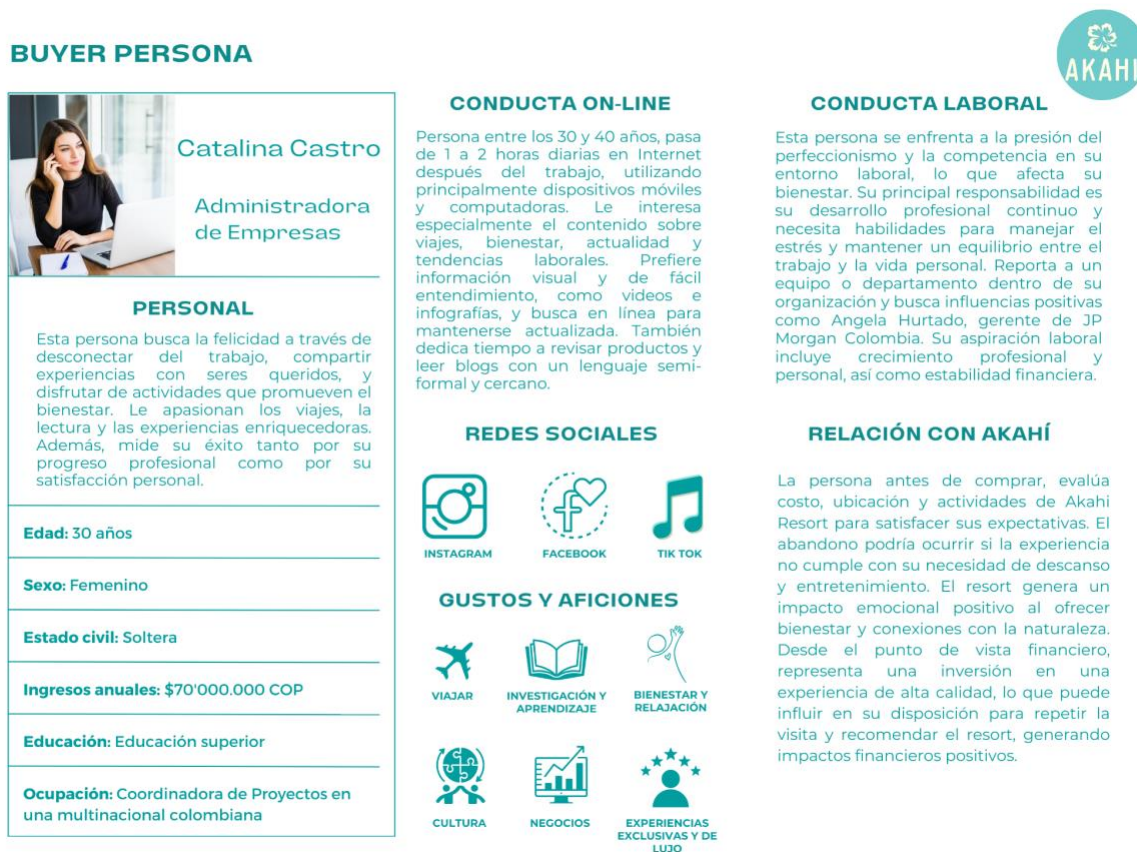 BUYER PERSONA
AKAHI
Catalina Castro
Administradora
de Empresas
PERSONAL
Esta persona busca la felicidad a través de
desconectar del trabajo, compartir
experiencias con seres queridos, y
disfrutar de actividades que promueven el
bienestar. Le apasionan los viajes, la
lectura y las experiencias enriquecedoras.
Además, mide su éxito tanto por su
progreso profesional como por su
satisfacción personal.
Edad: 30 años
Sexo: Femenino
Estado civil: Soltera
Ingresos anuales: $70'000.000 COP
Educación: Educación superior
Ocupación: Coordinadora de Proyectos en
una multinacional colombiana
CONDUCTA ON-LINE
Persona entre los 30 y 40 años, pasa
de 1 a 2 horas diarias en Internet
después del trabajo, utilizando
principalmente dispositivos móviles
y computadoras. Le interesa
especialmente el contenido sobre
viajes, bienestar, actualidad y
tendencias laborales. Prefiere
información visual y de fácil
entendimiento, como videos e
infografías, y busca en línea para
mantenerse actualizada. También
dedica tiempo a revisar productos y
leer blogs con un lenguaje semi-
formal y cercano.
REDES SOCIALES
INSTAGRAM
FACEBOOK
TIK TOK
GUSTOS Y AFICIONES
VIAJAR
INVESTIGACIÓN Y
APRENDIZAJE
BIENESTAR Y
RELAJACIÓN
CULTURA
NEGOCIOS
EXPERIENCIAS
EXCLUSIVAS Y DE
LUJO
CONDUCTA LABORAL
Esta persona se enfrenta a la presión del
perfeccionismo y la competencia en su
entorno laboral, lo que afecta su
bienestar. Su principal responsabilidad es
su desarrollo profesional continuo y
necesita habilidades para manejar el
estrés y mantener un equilibrio entre el
trabajo y la vida personal. Reporta a un
equipo o departamento dentro de su
organización y busca influencias positivas
como Angela Hurtado, gerente de JP
Morgan Colombia. Su aspiración laboral
incluye crecimiento profesional y
personal, así como estabilidad financiera.
RELACIÓN CON AKAHÍ
La persona antes de comprar, evalúa
costo, ubicación y actividades de Akahi
Resort para satisfacer sus expectativas. El
abandono podría ocurrir si la experiencia
no cumple con su necesidad de descanso
y entretenimiento. El resort genera un
impacto emocional positivo al ofrecer
bienestar y conexiones con la naturaleza.
Desde el punto de vista financiero,
representa una inversión en una
experiencia de alta calidad, lo que puede
influir en su disposición para repetir la
visita y recomendar el resort, generando
impactos financieros positivos.